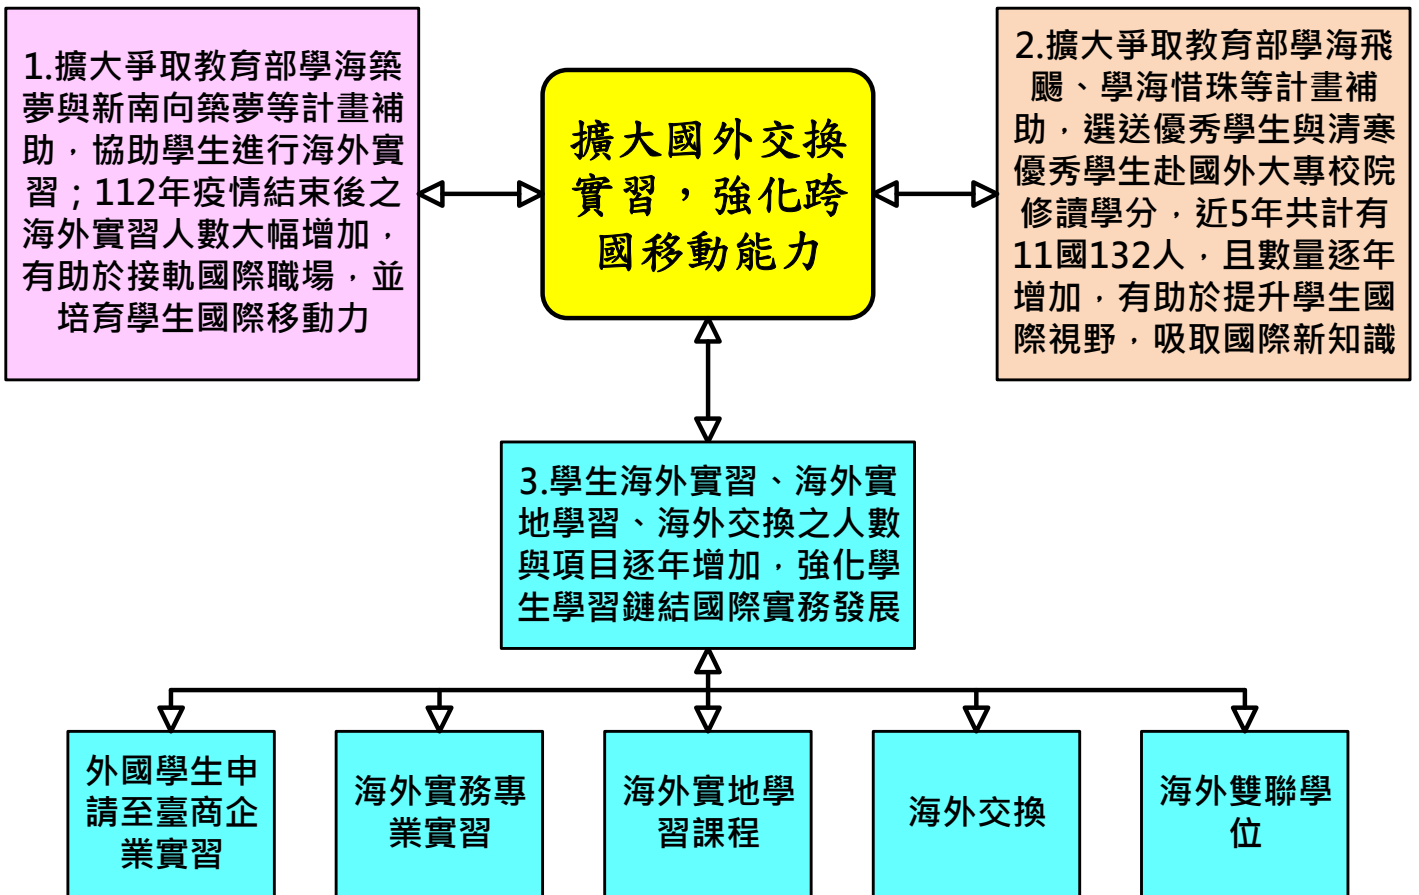 1.擴大爭取教育部學海築
夢與新南向築夢等計畫補
助，協助學生進行海外實
習；112年疫情結束後之
海外實習人數大幅增加，
有助於接軌國際職場，並
培育學生國際移動力
擴大國外交換
實習，強化跨
國移動能力
2.擴大爭取教育部學海飛
颺、學海惜珠等計畫補
助，選送優秀學生與清寒
優秀學生赴國外大專校院
修讀學分，近5年共計有
11國132人，且數量逐年
增加，有助於提升學生國
際視野，吸取國際新知識
3.學生海外實習、海外實
地學習、海外交換之人數
與項目逐年增加，強化學
生學習鏈結國際實務發展
外國學生申
請至臺商企
業實習
海外實務專
業實習
海外實地學
習課程
海外交換
海外雙聯學
位